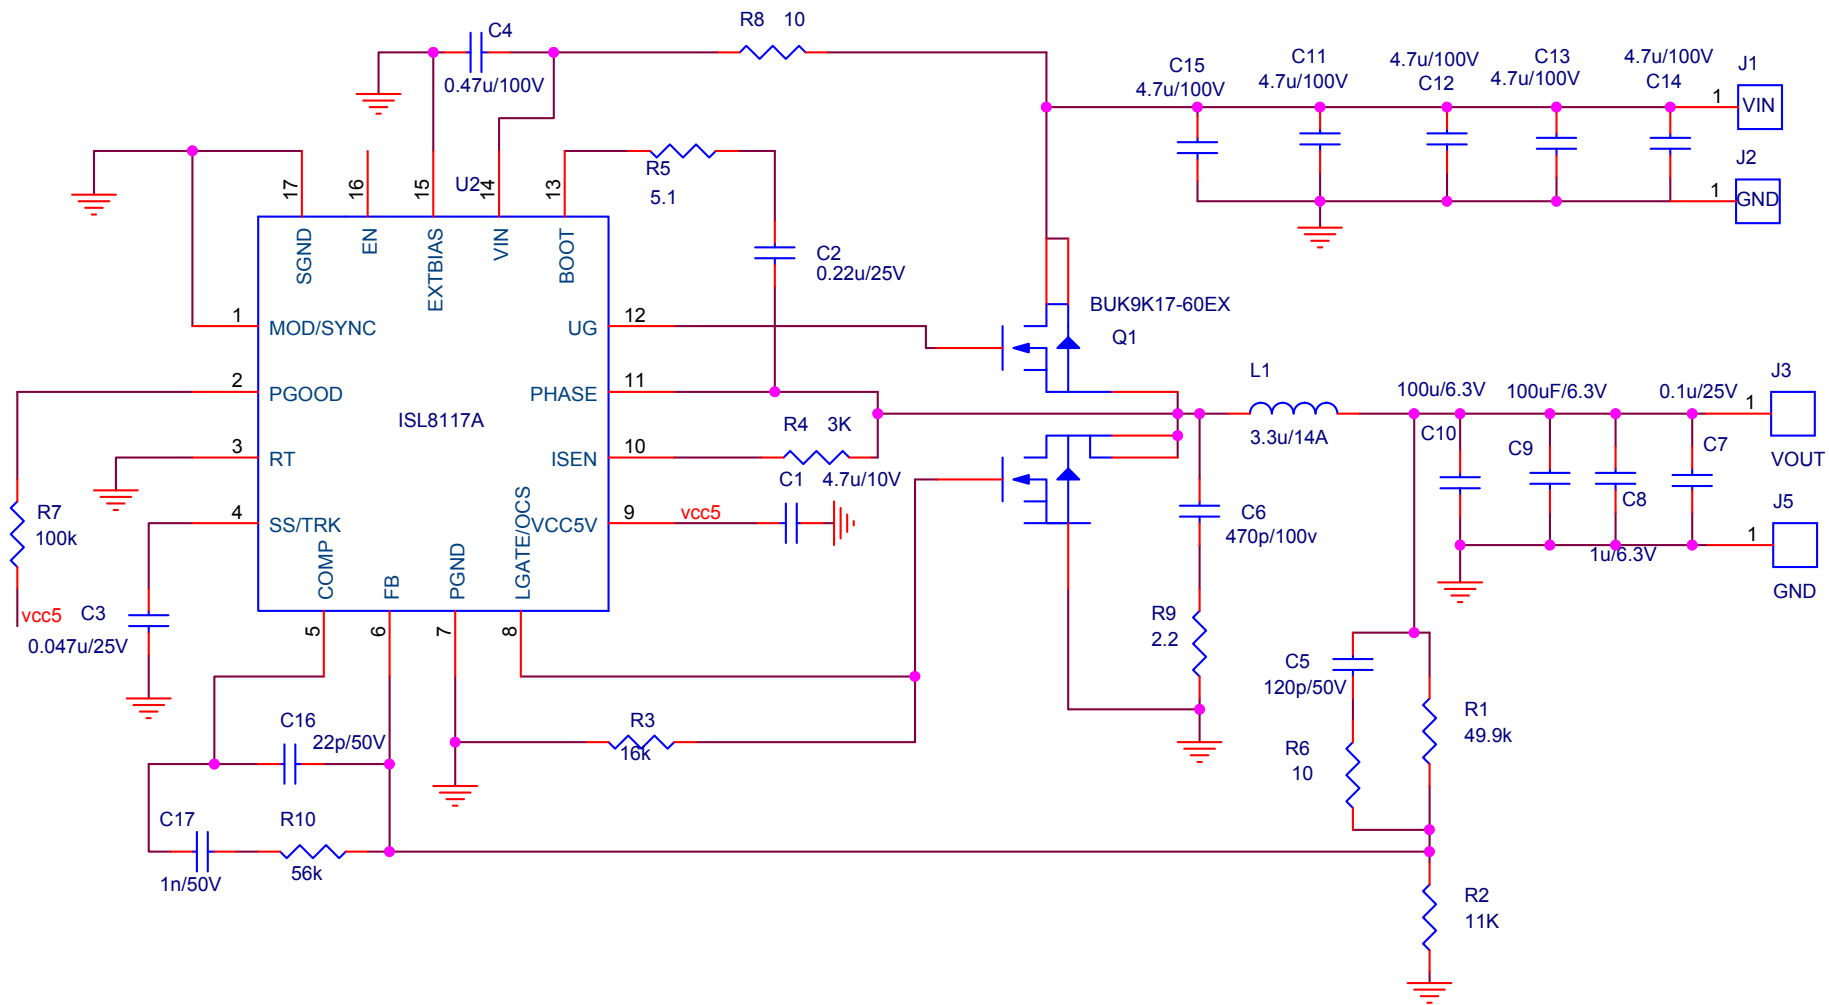 R8 10
C4
0.47u/100V
C15
4.7u/100V
C11
4.7u/100V
4.7u/100V
C12
C13
4.7u/100V
4.7u/100V
C14
J1
1
VIN
J2
1
GND
17
16
15
U2
14
13
R5
5.1
SGND
EN
EXTBIAS
VIN
BOOT
C2
0.22u/25V
1
MOD/SYNC
UG
12
BUK9K17-60EX
Q1
2
PGOOD
PHASE
11
ISL8117A
L1
3.3u/14A
100u/6.3V
C10
100uF/6.3V
C9
C8
1u/6.3V
0.1u/25V
C7
J3
1
VOUT
J5
1
GND
R4 3K
3
RT
ISEN
10
C1 4.7u/10V
4
SS/TRK
VCC5V
9
vcc5
R7
100k
vcc5
C3
0.047u/25V
COMP
FB
PGND
LGATE/OCS
5
6
7
8
C6
470p/100v
R9
2.2
C5
120p/50V
R6
10
R1
49.9k
R3
16k
C16
22p/50V
C17
1n/50V
R10
56k
R2
11K